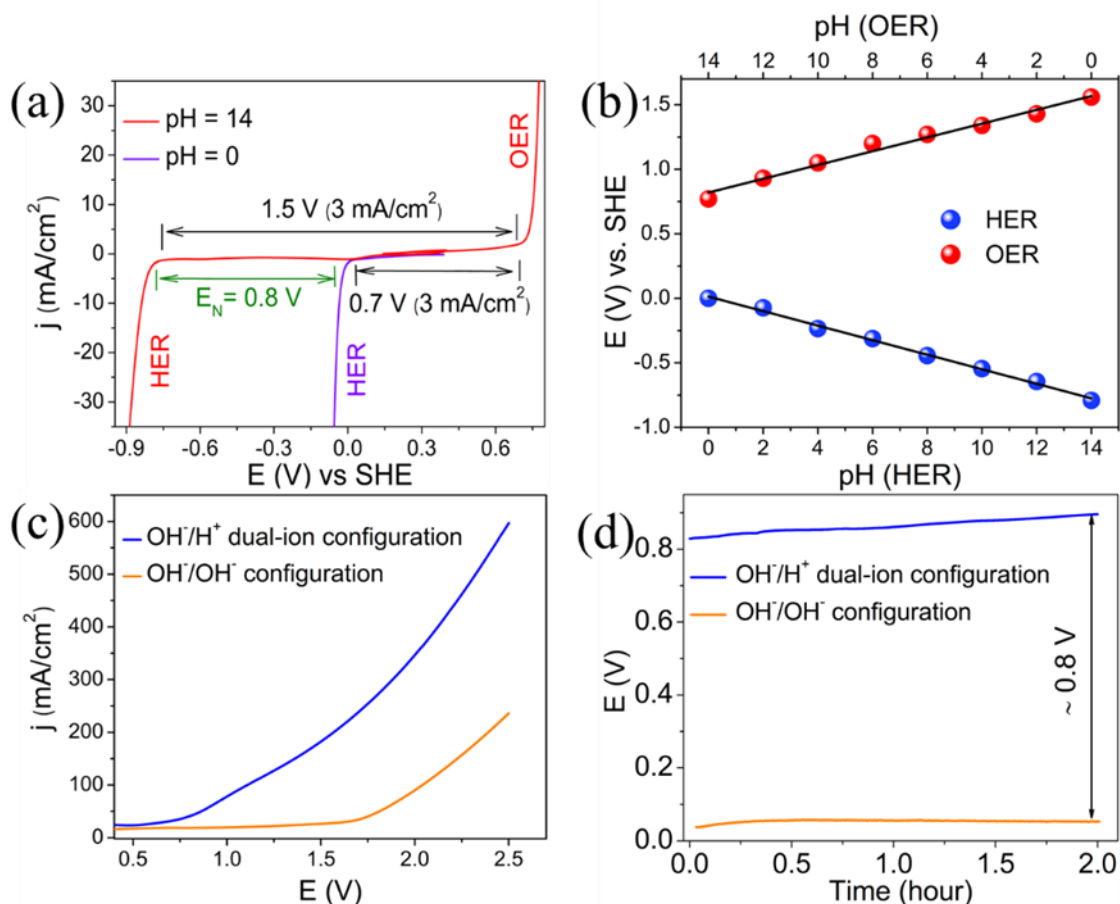 (a)
pH = 14
pH = 0
OER
1.5 V (3 mA/cm²)
E_N = 0.8 V
0.7 V (3 mA/cm²)
HER
HER
j (mA/cm²)
30
20
10
0
-10
-20
-30
-0.9 -0.6 -0.3 0.0 0.3 0.6
E (V) vs SHE
(b)
pH (OER)
14 12 10 8 6 4 2 0
HER
OER
E (V) vs. SHE
1.5
1.0
0.5
0.0
-0.5
-1.0
0 2 4 6 8 10 12 14
pH (HER)
(c)
OH⁻/H⁺ dual-ion configuration
OH⁻/OH⁻ configuration
j (mA/cm²)
600
500
400
300
200
100
0
0.5 1.0 1.5 2.0 2.5
E (V)
(d)
OH⁻/H⁺ dual-ion configuration
OH⁻/OH⁻ configuration
~ 0.8 V
E (V)
0.8
0.6
0.4
0.2
0.0
0.0 0.5 1.0 1.5 2.0
Time (hour)